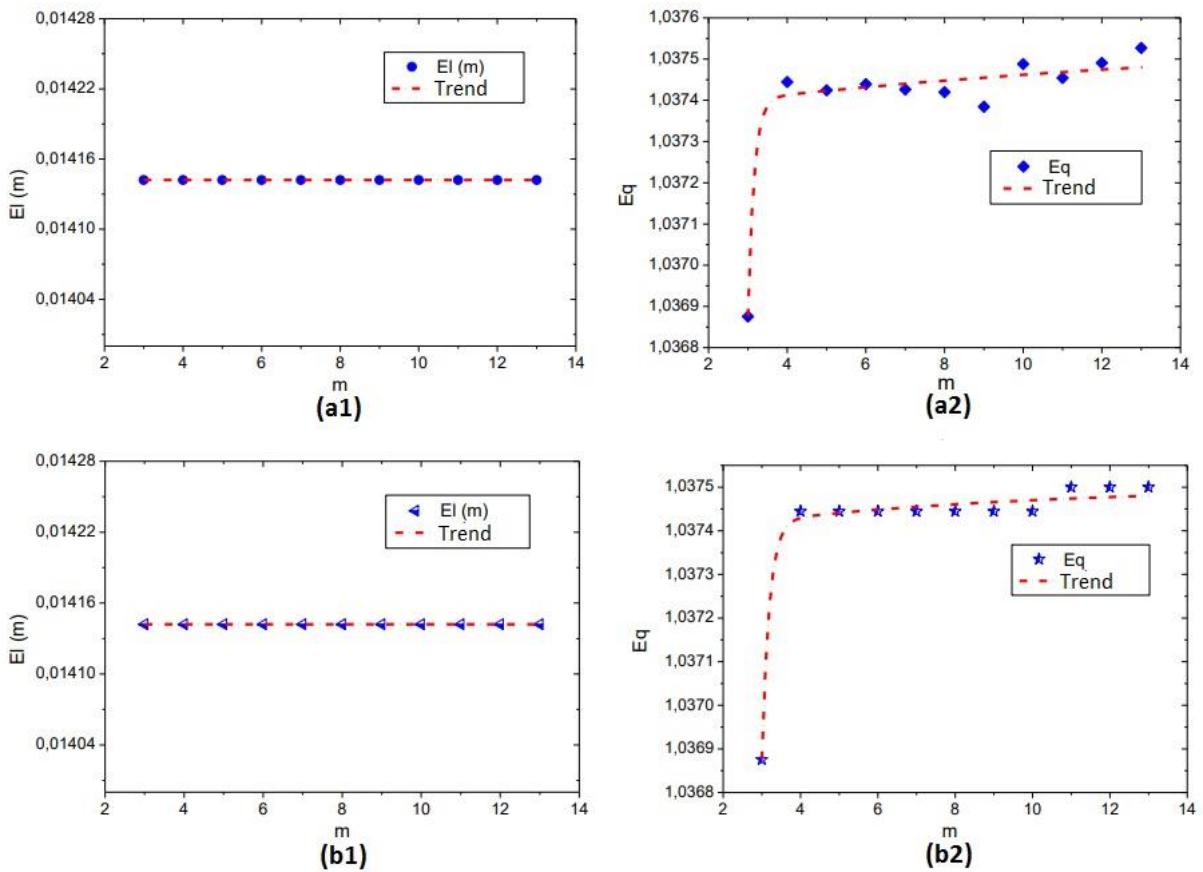 0,01428
0,01422
0,01416
0,01410
0,01404
El (m)
El (m)
Trend
2 4 6 8 10 12 14
m
(a1)
1,0376
1,0375
1,0374
1,0373
1,0372
1,0371
1,0370
1,0369
1,0368
Eq
Eq
Trend
2 4 6 8 10 12 14
m
(a2)
0,01428
0,01422
0,01416
0,01410
0,01404
El (m)
El (m)
Trend
2 4 6 8 10 12 14
m
(b1)
1,0375
1,0374
1,0373
1,0372
1,0371
1,0370
1,0369
1,0368
Eq
Eq
Trend
2 4 6 8 10 12 14
m
(b2)